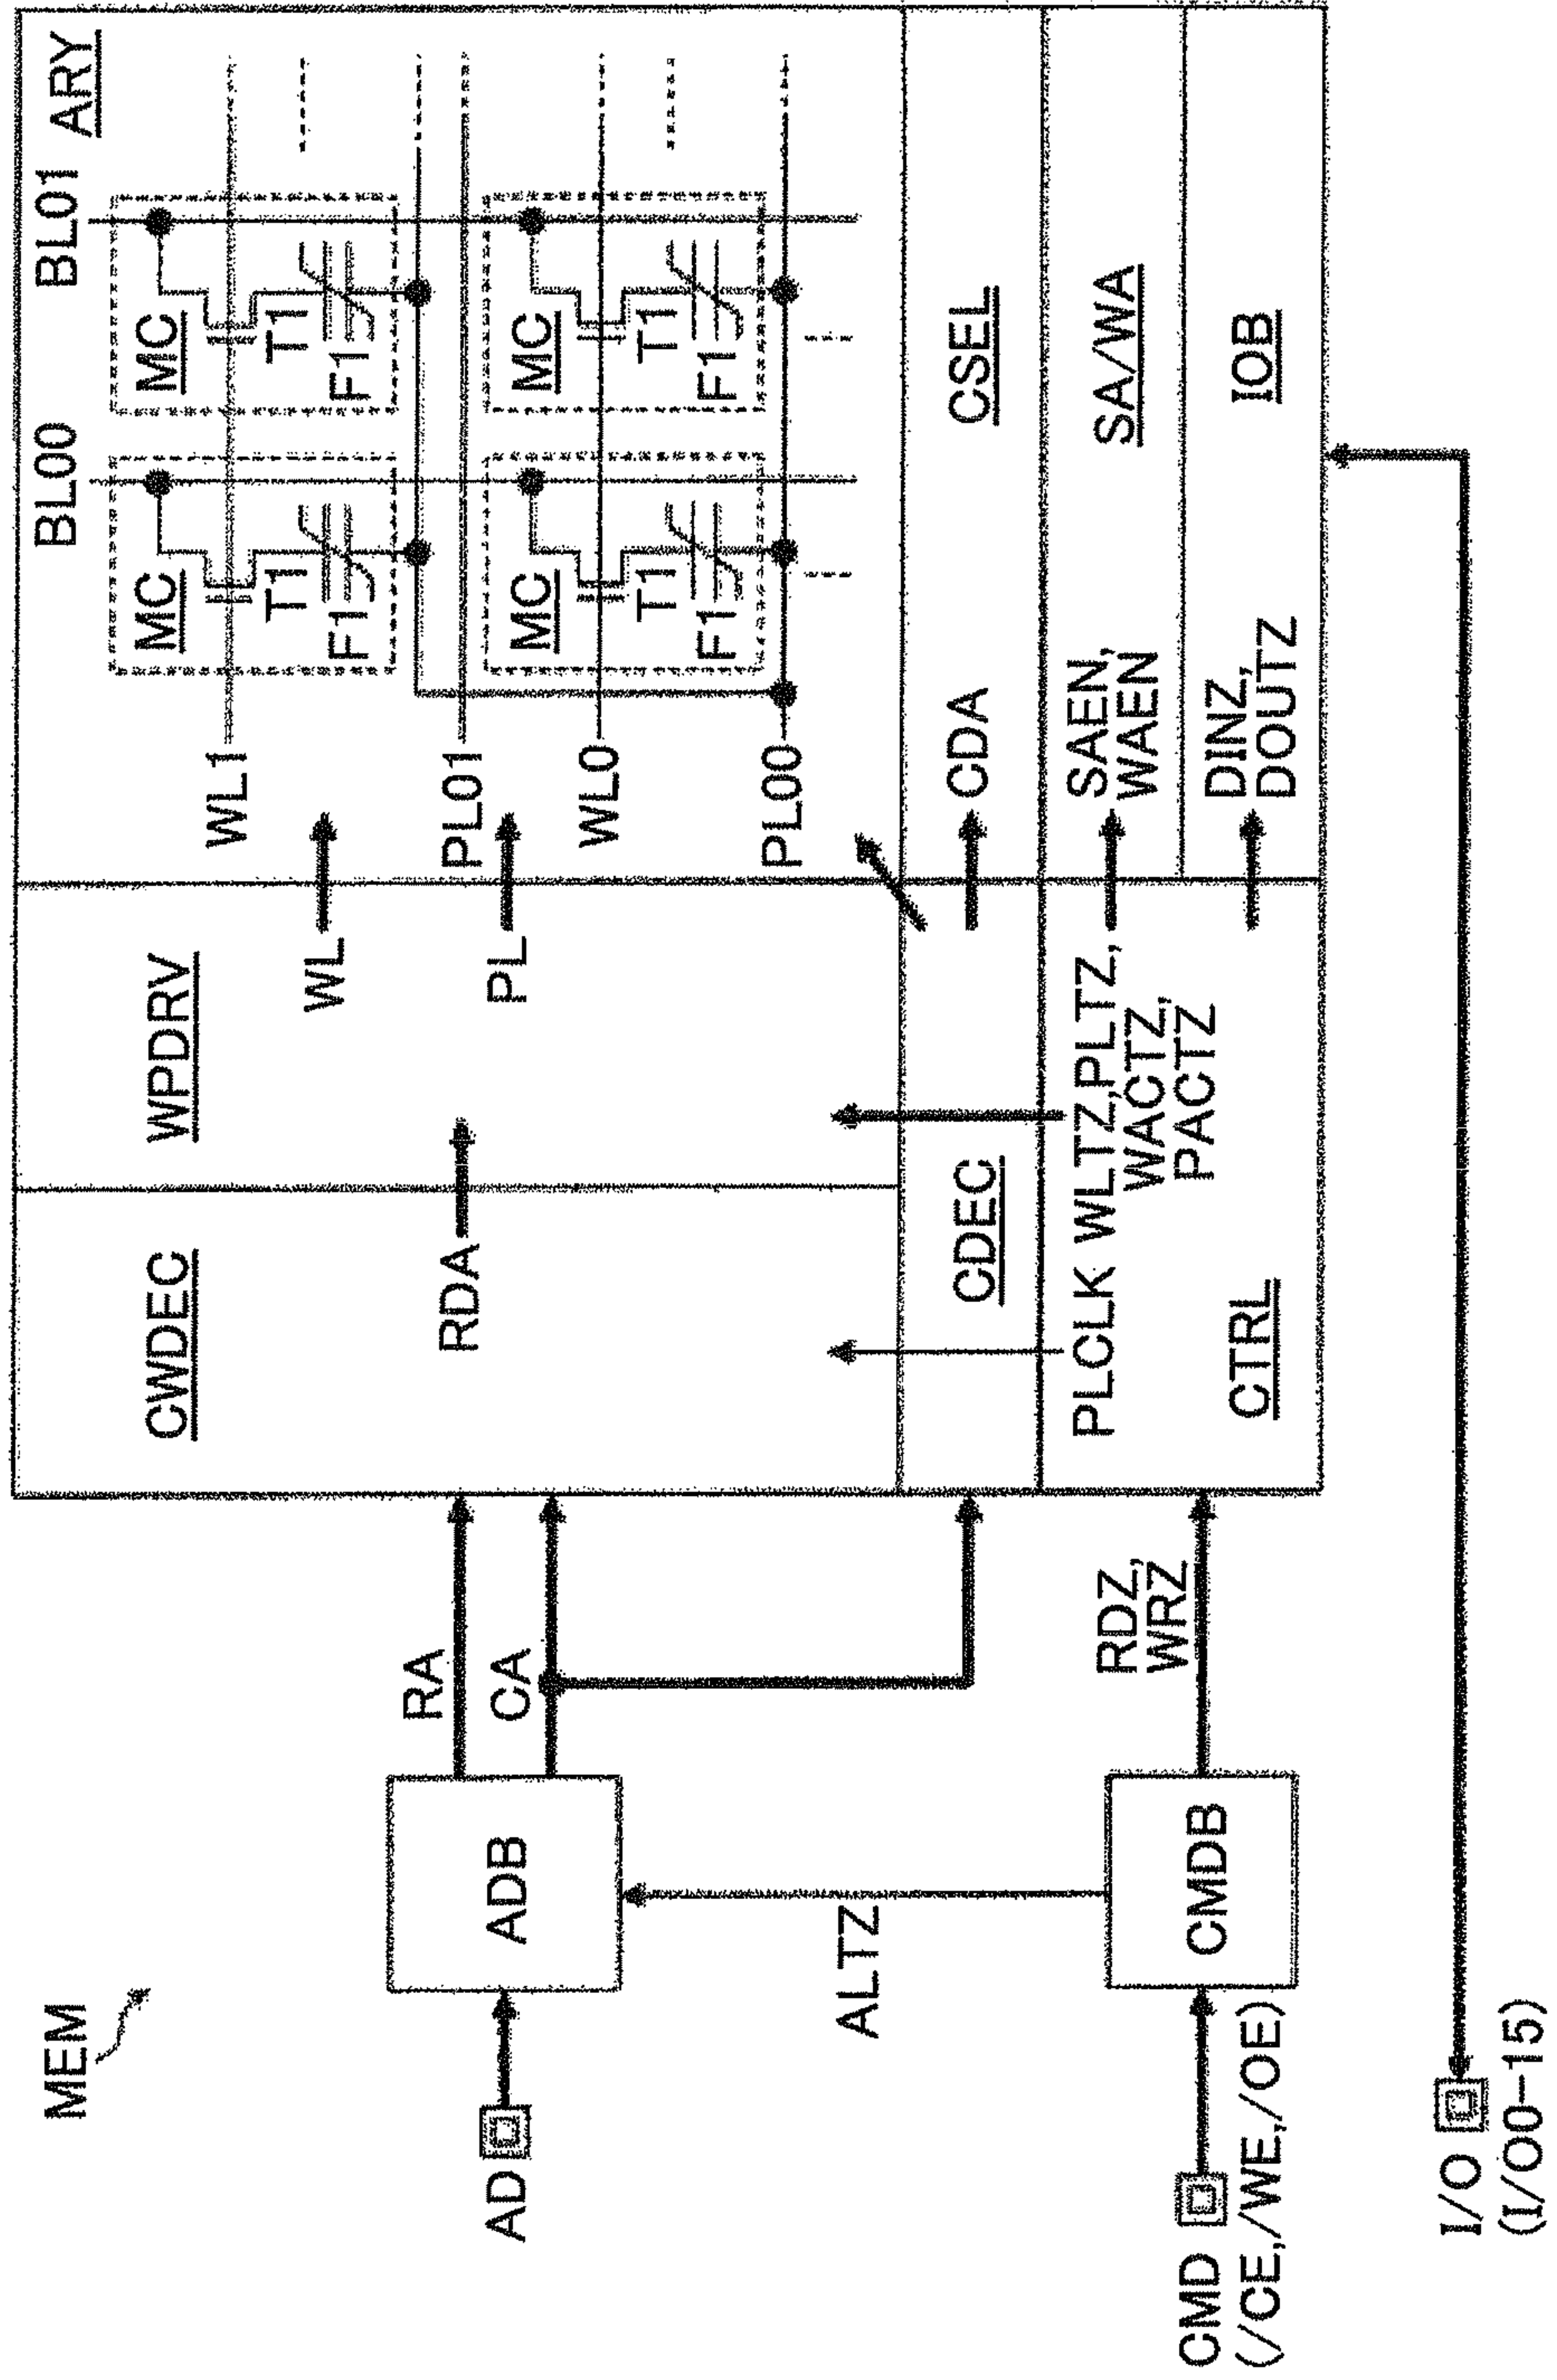 MEM
AD
ADB
ALTZ
CMD
(/CE,/WE,/OE)
CMDB
I/O
(I/O0-15)
RA
CA
RDZ,
WRZ
CWDEC
RDA
WPDRV
WL
PL
CDEC
PLCLK WLTZ,PLTZ,
WACTZ,
PACTZ
CTRL
BL00
BL01
ARY
WL1
PL01
WL0
PL00
MC
T1
F1
MC
T1
F1
MC
T1
F1
MC
T1
F1
CDA
CSEL
SAEN,
WAEN
SA/WA
DINZ,
DOUTZ
IOB